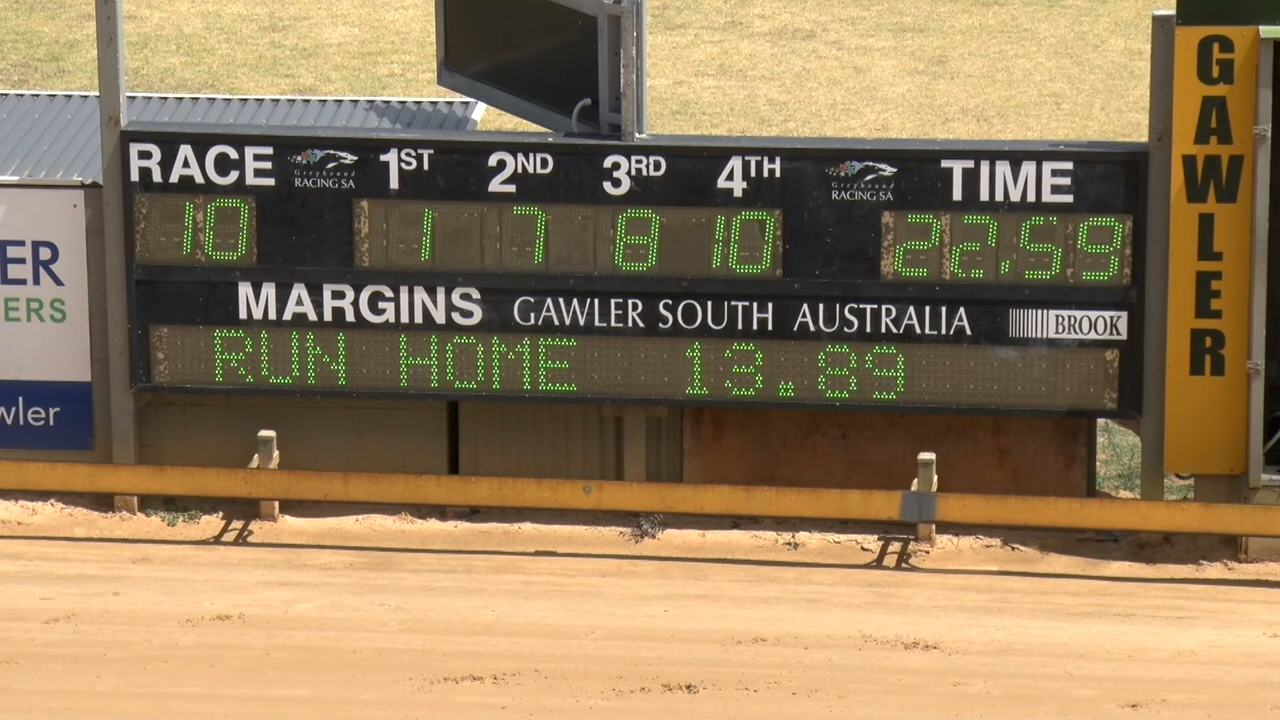 RACE Greyhound RACING SA 1ST 2ND 3RD 4TH Greyhound RACING SA TIME
10 1 7 8 10 22.59
MARGINS GAWLER SOUTH AUSTRALIA BROOK
RUN HOME 13.89
GAWLER
ER
ERS
wler